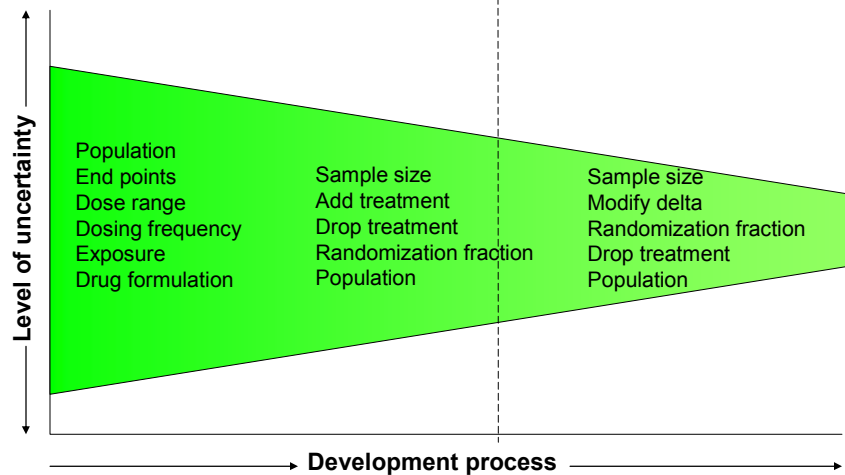 Level of uncertainty
Population
End points
Dose range
Dosing frequency
Exposure
Drug formulation
Sample size
Add treatment
Drop treatment
Randomization fraction
Population
Sample size
Modify delta
Randomization fraction
Drop treatment
Population
Development process